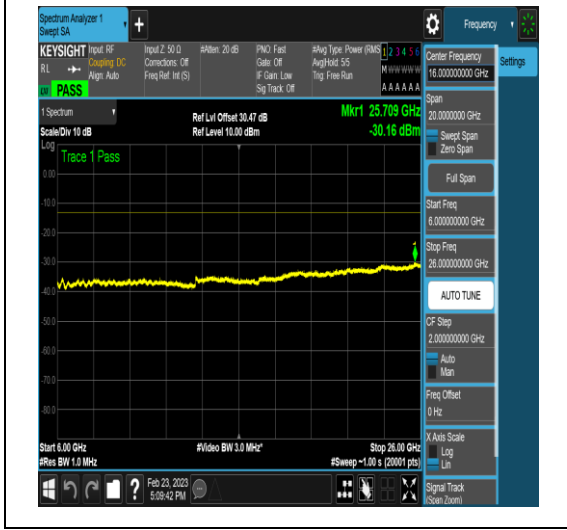 Spectrum Analyzer 1
Swept SA
+
Frequency
KEYSIGHT
Input: RF
Input Z: 50 Ω
#Atten: 20 dB
PNO: Fast
#Avg Type: Power (RMS
1 2 3 4 5 6
RL
Coupling: DC
Corrections: Off
Gate: Off
Avg|Hold: 5/5
M W W W W W
Align: Auto
Freq Ref: Int (S)
IF Gain: Low
Trig: Free Run
Sig Track: Off
A A A A A A
PASS
1 Spectrum
Ref Lvl Offset 30.47 dB
Mkr1 25.709 GHz
Scale/Div 10 dB
Ref Level 10.00 dBm
-30.16 dBm
Log
Trace 1 Pass
0.00
-10.0
-20.0
-30.0
-40.0
-50.0
-60.0
-70.0
-80.0
Start 6.00 GHz
#Video BW 3.0 MHz*
Stop 26.00 GHz
#Res BW 1.0 MHz
#Sweep ~1.00 s (20001 pts)
?
Feb 23, 2023
5:09:42 PM
Center Frequency
16.000000000 GHz
Settings
Span
20.0000000 GHz
Swept Span
Zero Span
Full Span
Start Freq
6.000000000 GHz
Stop Freq
26.000000000 GHz
AUTO TUNE
CF Step
2.000000000 GHz
Auto
Man
Freq Offset
0 Hz
X Axis Scale
Log
Lin
Signal Track
(Span Zoom)